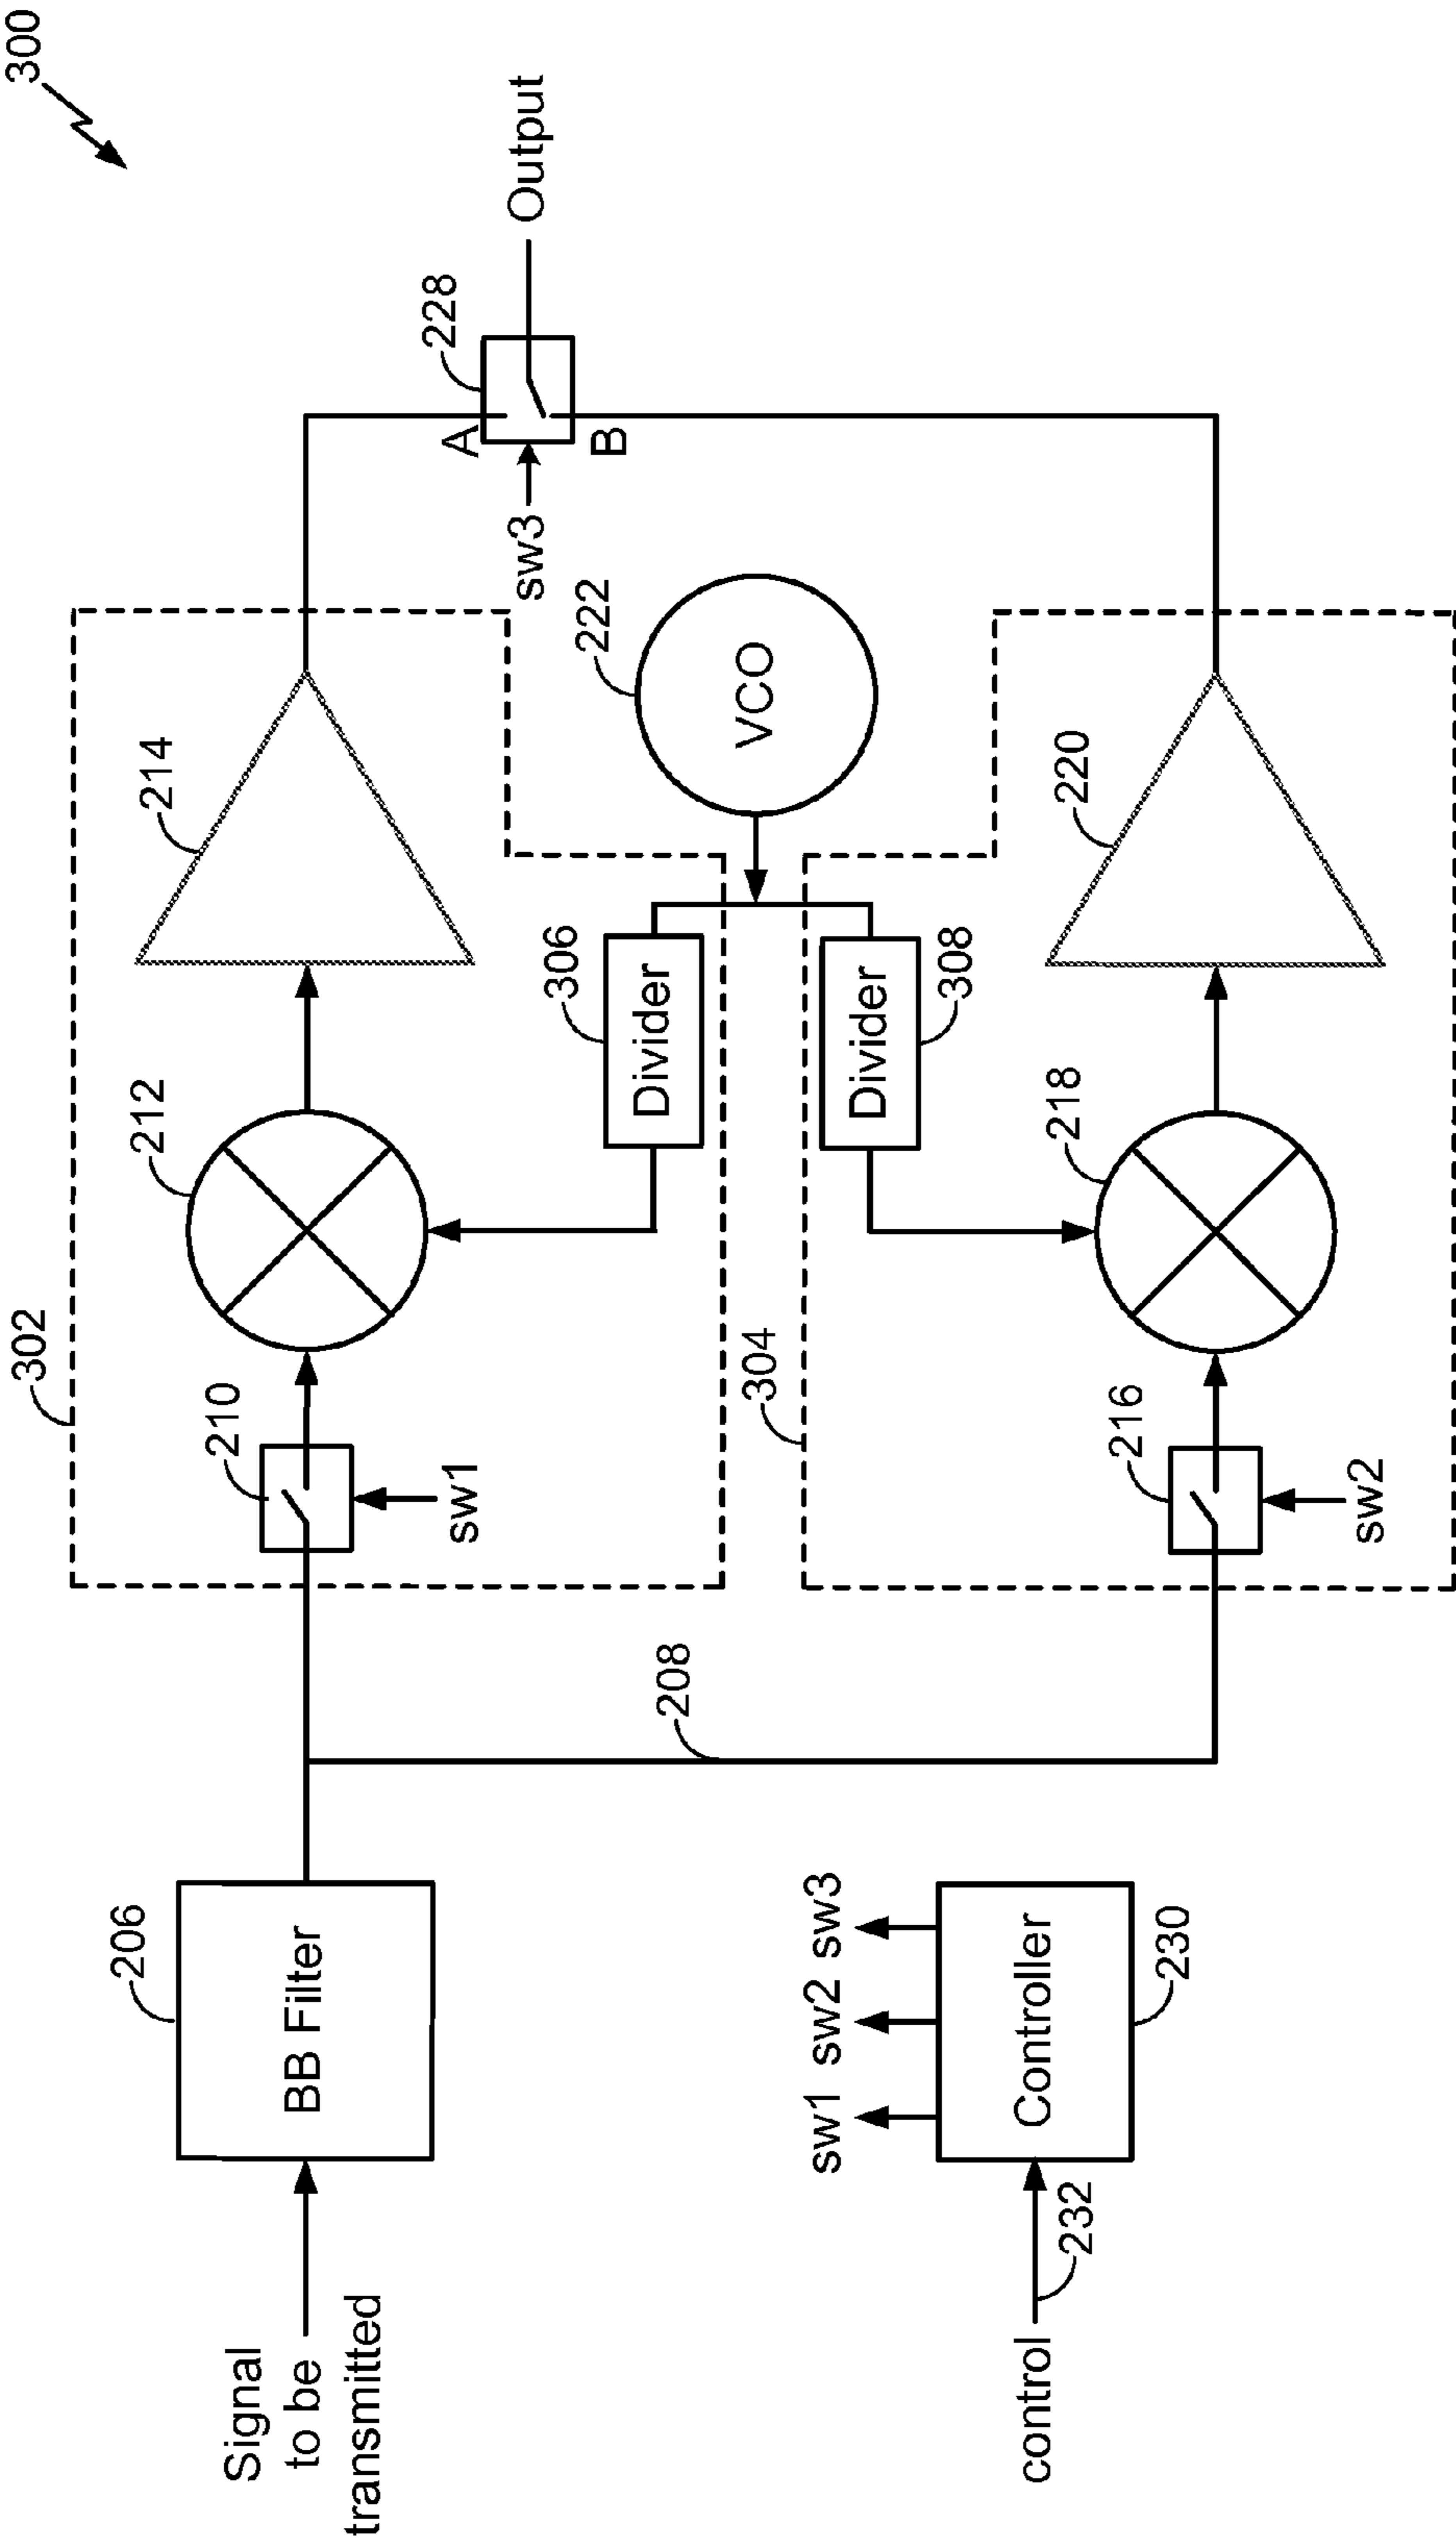 300
302
214
212
210
sw1
Output
228
A
B
sw3
222
VCO
306
Divider
Divider
308
304
220
218
216
sw2
208
206
BB Filter
Signal
to be
transmitted
sw1 sw2 sw3
Controller
230
control
232